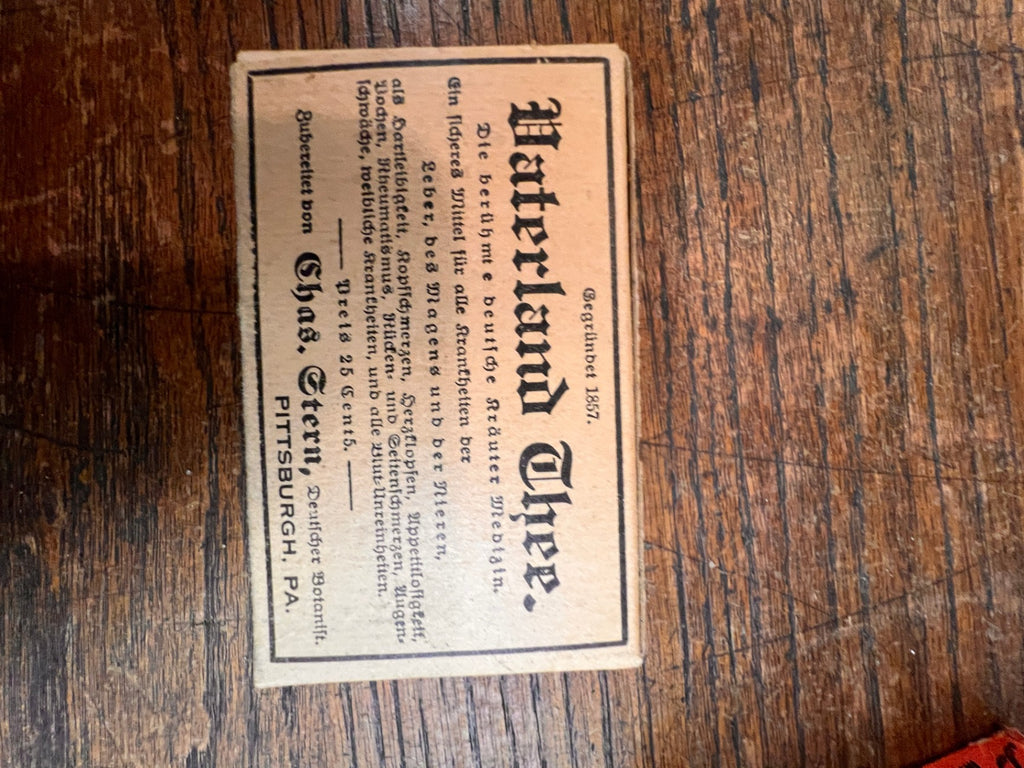 Gegründet 1857.
Vaterland Thee.
Die berühmte deutsche Kräuter Medizin.
Ein sicheres Mittel für alle Krankheiten der
Leber, des Magens und der Nieren,
als Hartleibigkeit, Kopfschmerzen, Herzklopfen, Appetitlosigkeit,
Bochen, Rheumatismus, Rücken- und Seitenschmerzen, Augen-
schwäche, weibliche Krankheiten, und alle Blut-Unreinheiten.
Preis 25 Cents.
Zubereitet von Chas. Stern, Deutscher Botanist.
PITTSBURGH, PA.